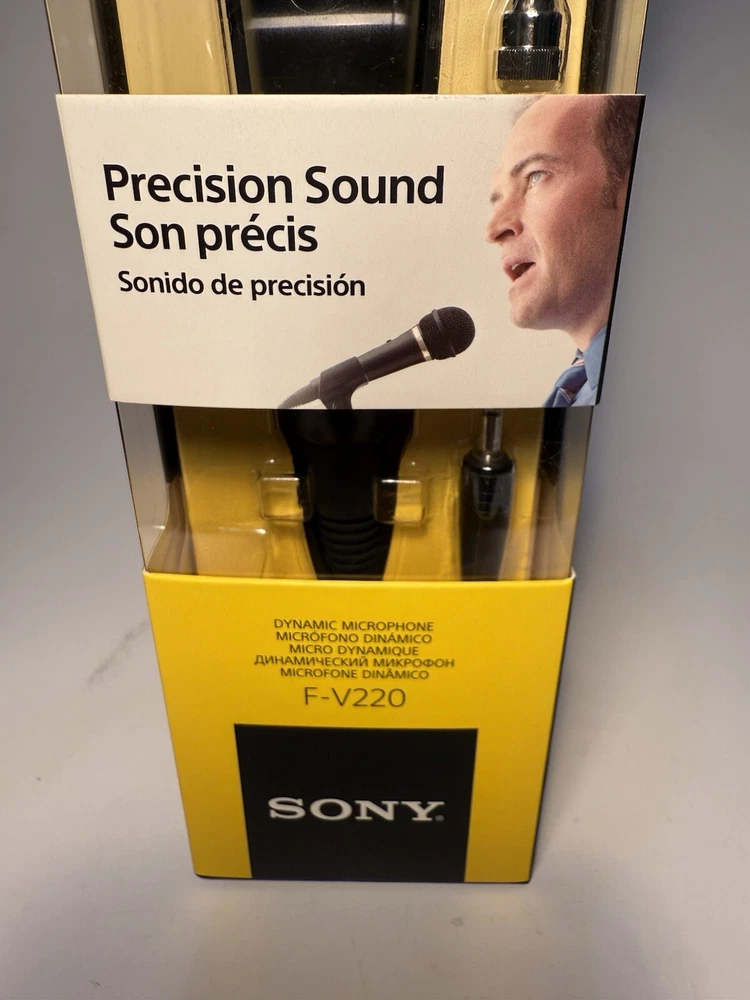 Precision Sound
Son précis
Sonido de precisión
DYNAMIC MICROPHONE
MICRÓFONO DINÁMICO
MICRO DYNAMIQUE
ДИНАМИЧЕСКИЙ МИКРОФОН
MICROFONE DINÂMICO
F-V220
SONY®